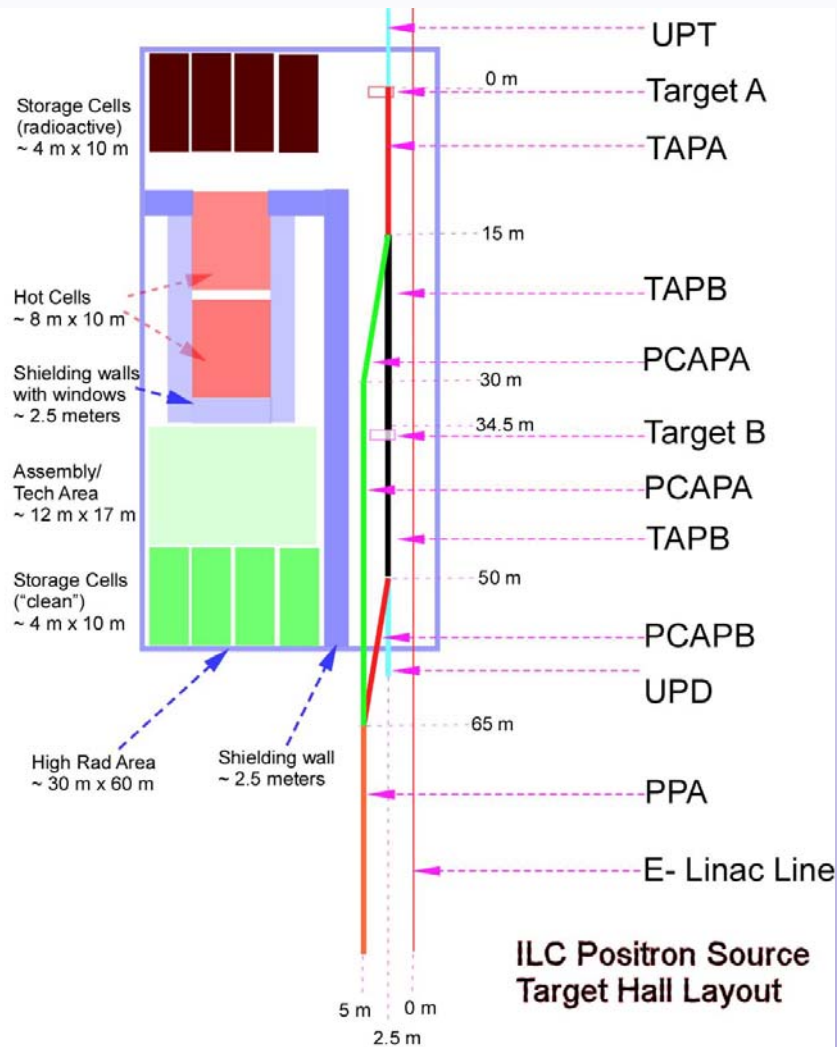 UPT
0 m
Target A
Storage Cells
(radioactive)
~ 4 m x 10 m
TAPA
15 m
TAPB
Hot Cells
~ 8 m x 10 m
PCAPA
30 m
Shielding walls
with windows
~ 2.5 meters
34.5 m
Target B
Assembly/
Tech Area
~ 12 m x 17 m
PCAPA
TAPB
50 m
Storage Cells
("clean")
~ 4 m x 10 m
PCAPB
UPD
65 m
High Rad Area
~ 30 m x 60 m
Shielding wall
~ 2.5 meters
PPA
E- Linac Line
ILC Positron Source
Target Hall Layout
5 m
0 m
2.5 m